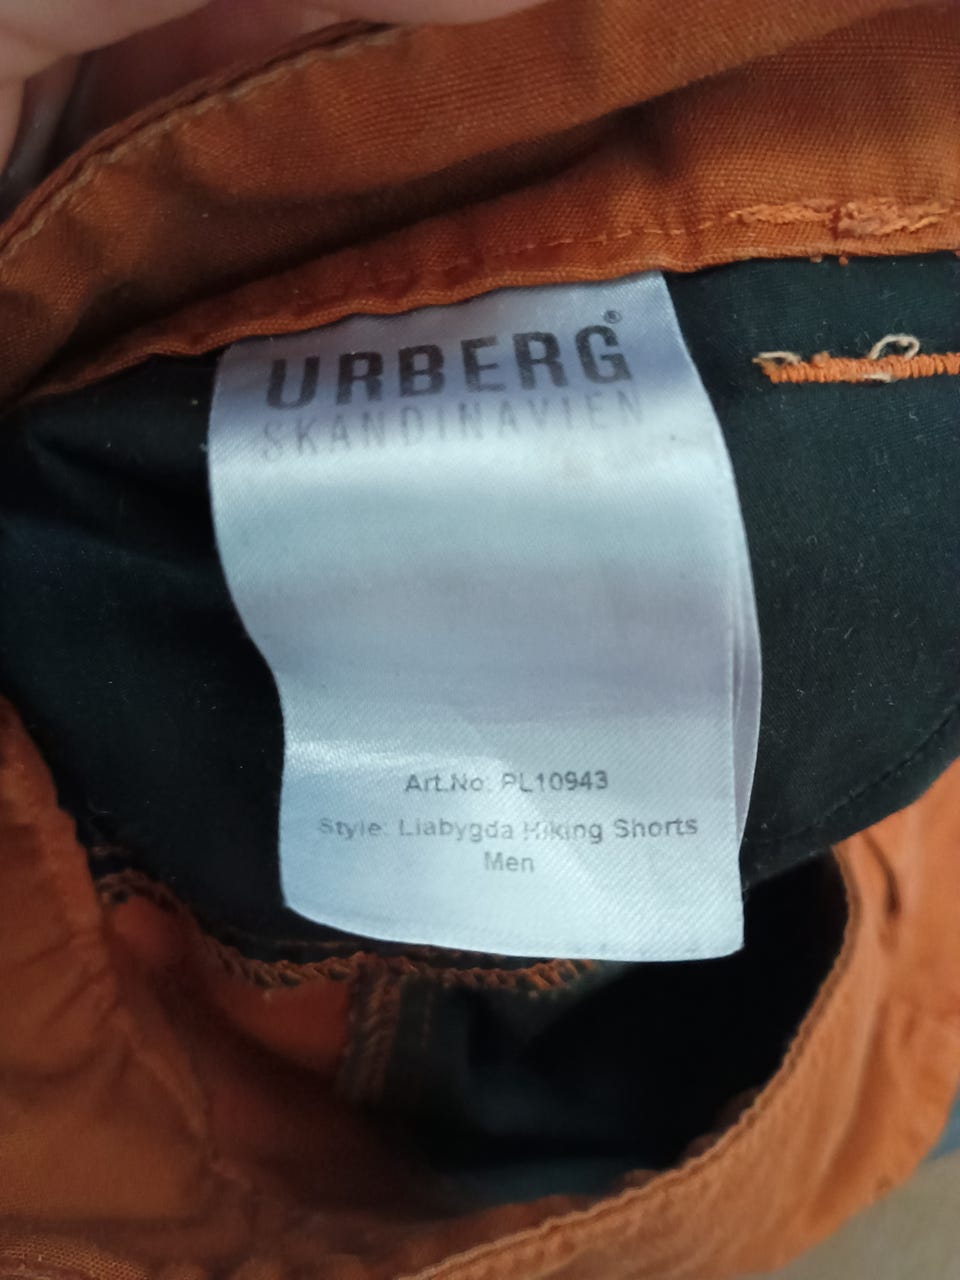 URBERG®
SKANDINAVIEN
Art.No: PL10943
Style: Liabygda Hiking Shorts
Men